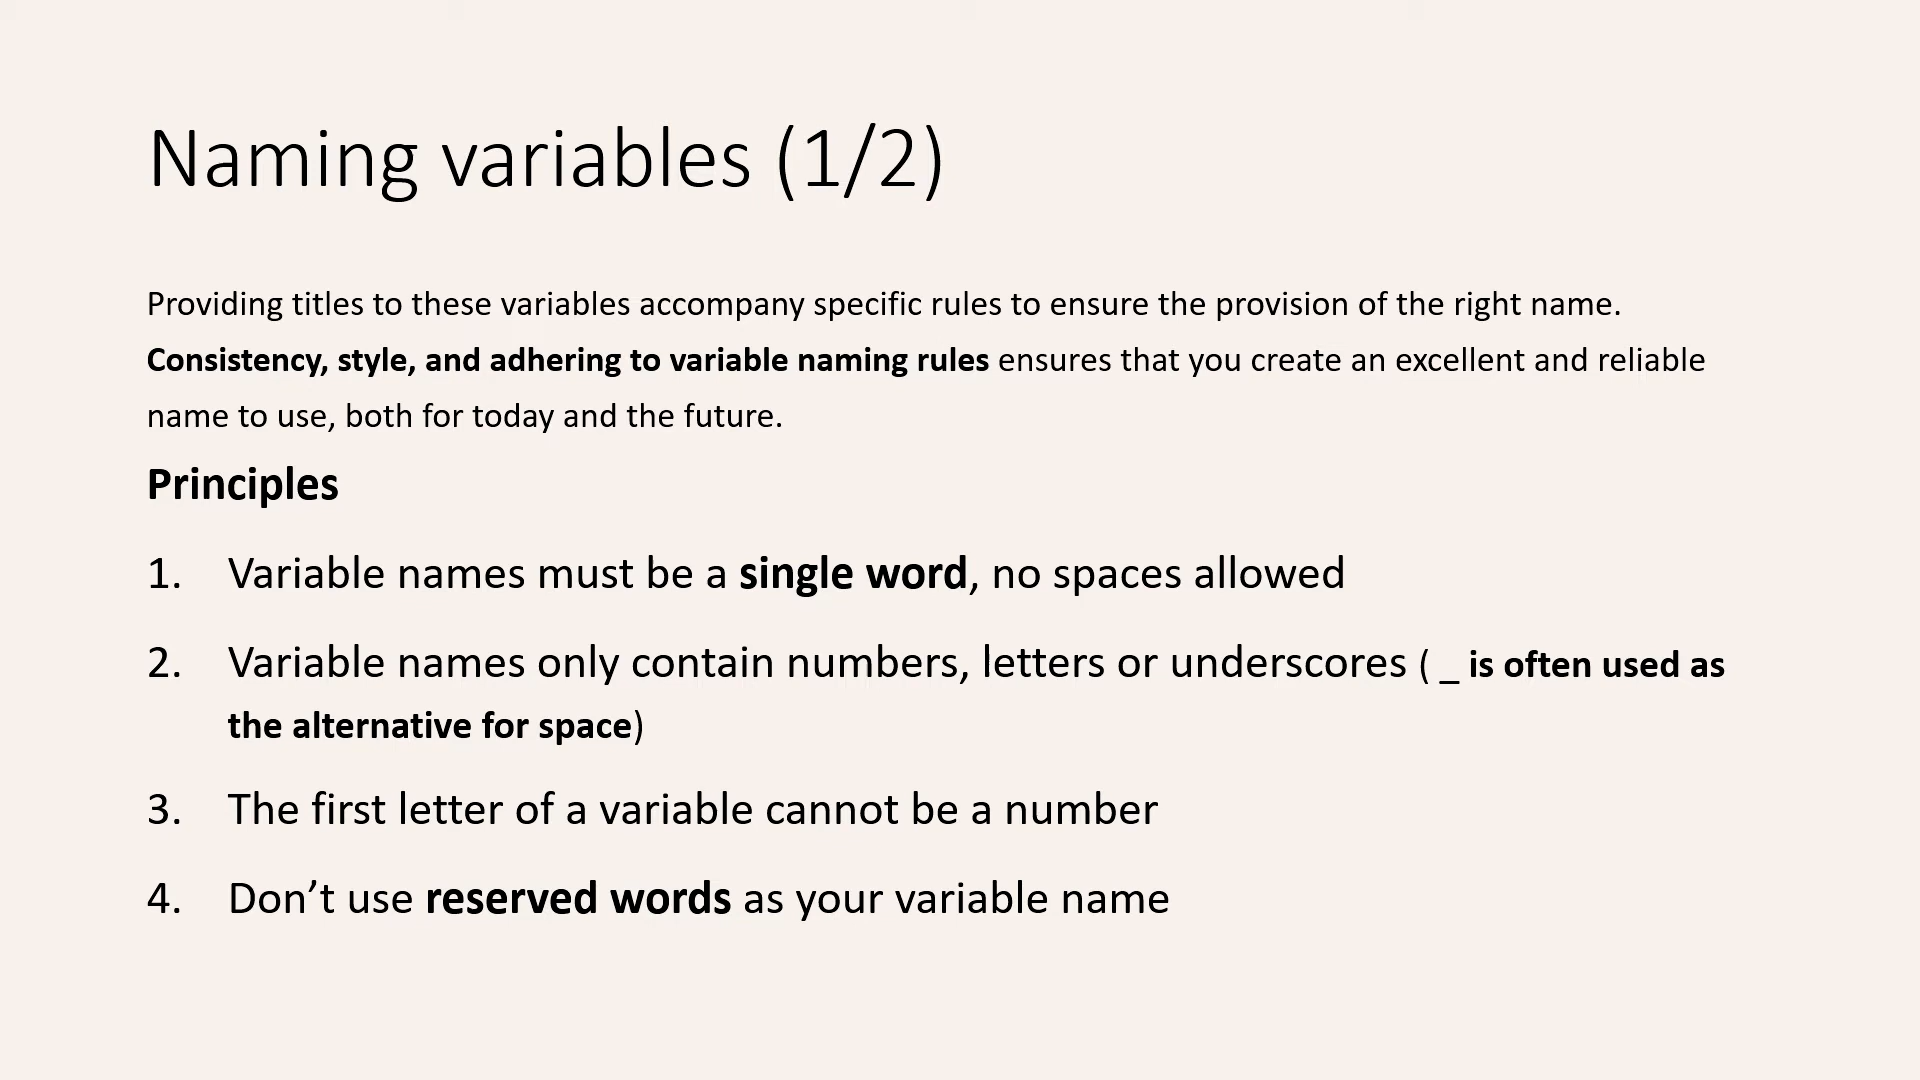 Naming variables (1/2)
Providing titles to these variables accompany specific rules to ensure the provision of the right name.
Consistency, style, and adhering to variable naming rules ensures that you create an excellent and reliable
name to use, both for today and the future.
Principles
1. Variable names must be a single word, no spaces allowed
2. Variable names only contain numbers, letters or underscores ( _ is often used as
the alternative for space)
3. The first letter of a variable cannot be a number
4. Don’t use reserved words as your variable name